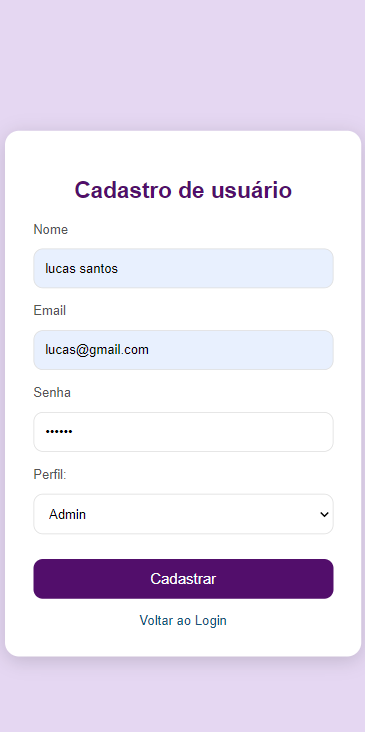 Cadastro de usuário
Nome
lucas santos
Email
lucas@gmail.com
Senha
••••••
Perfil:
Admin
Cadastrar
Voltar ao Login